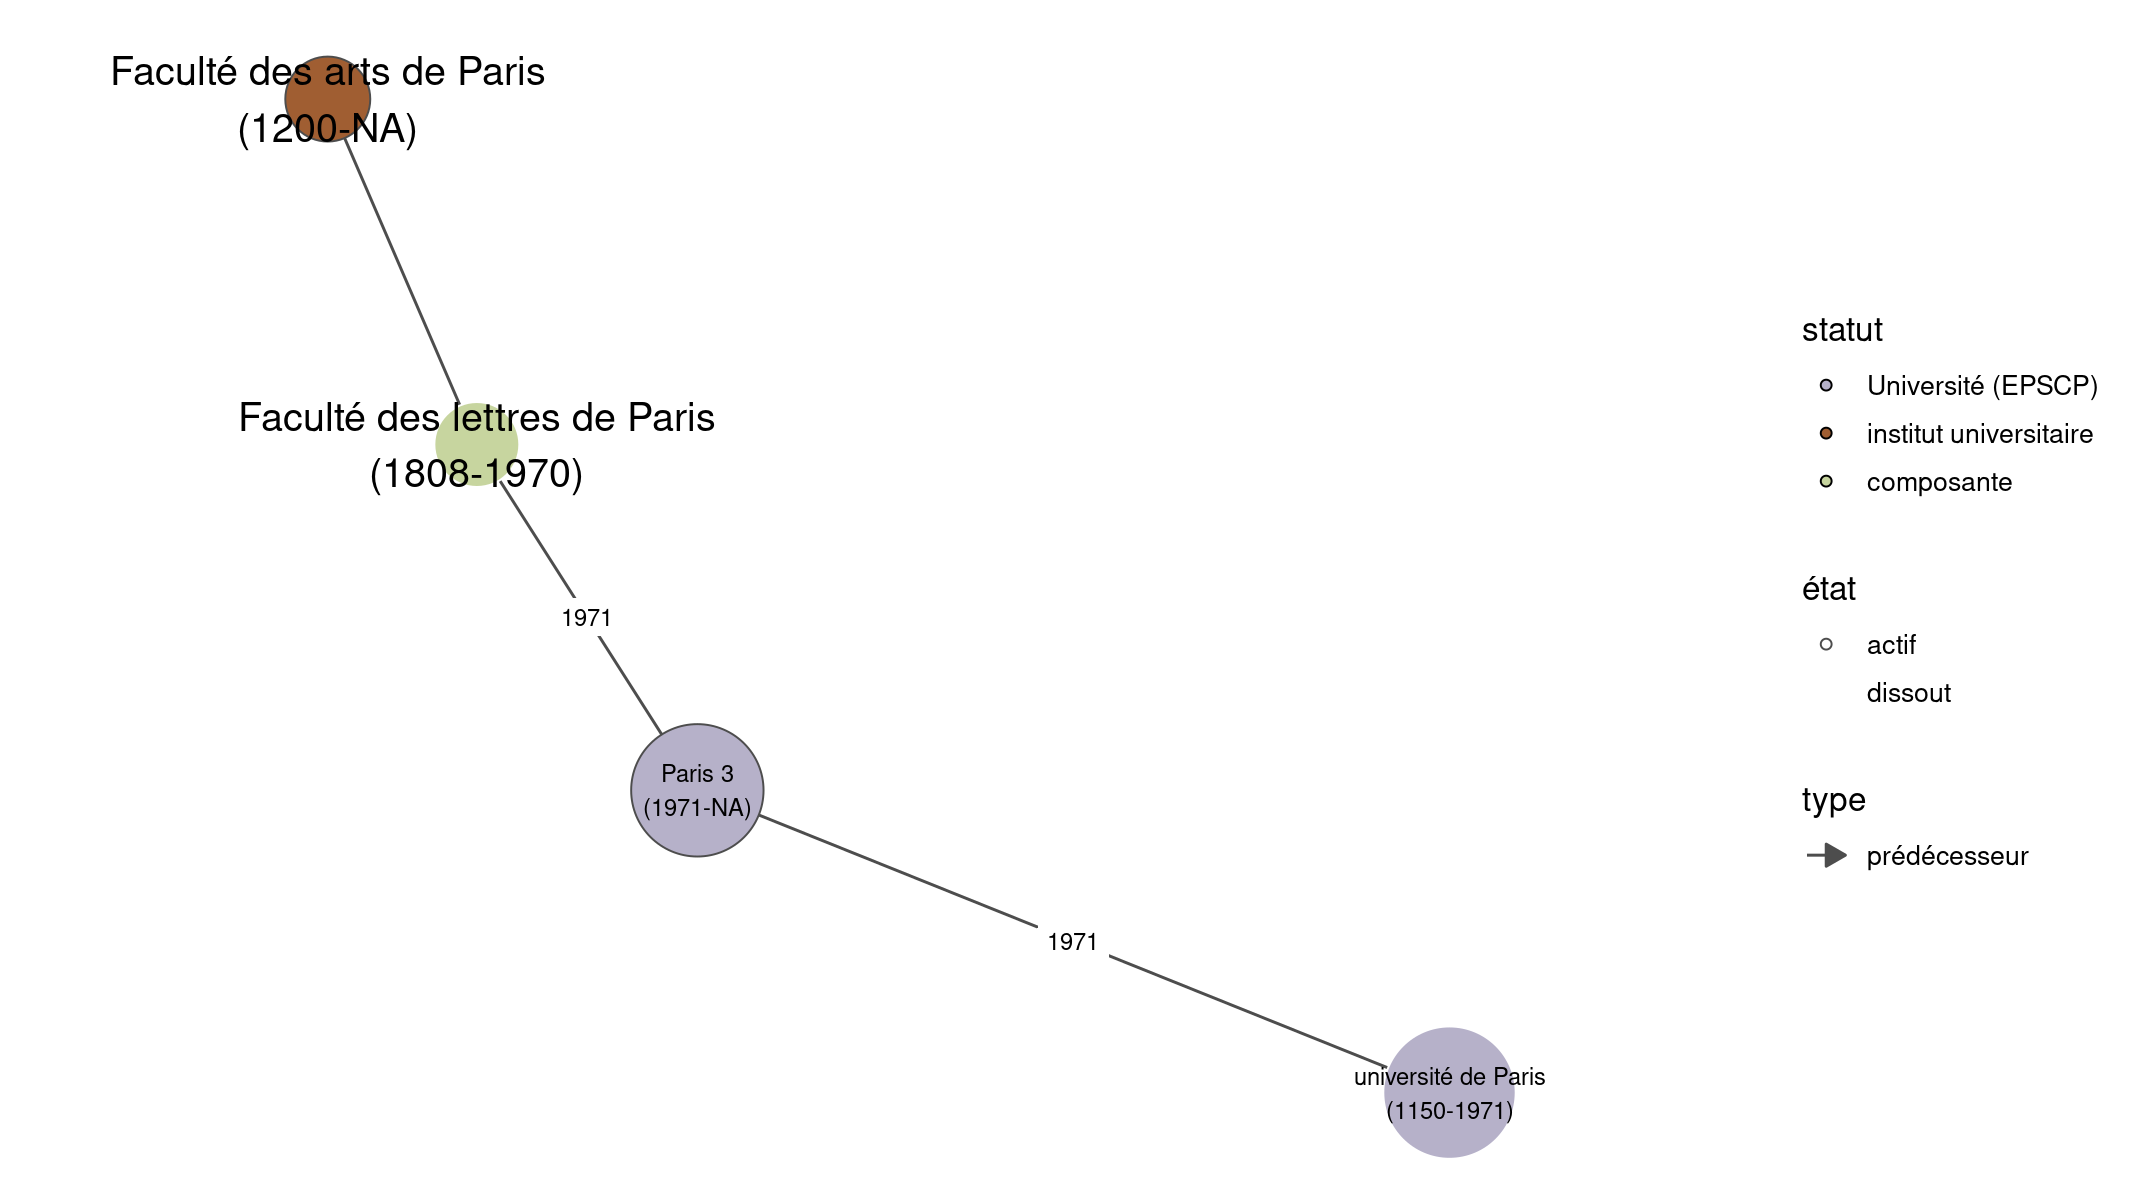 Faculté des arts de Paris
(1200-NA)
Faculté des lettres de Paris
(1808-1970)
1971
Paris 3
(1971-NA)
1971
université de Paris
(1150-1971)
statut
Université (EPSCP)
institut universitaire
composante
état
actif
dissout
type
prédécesseur